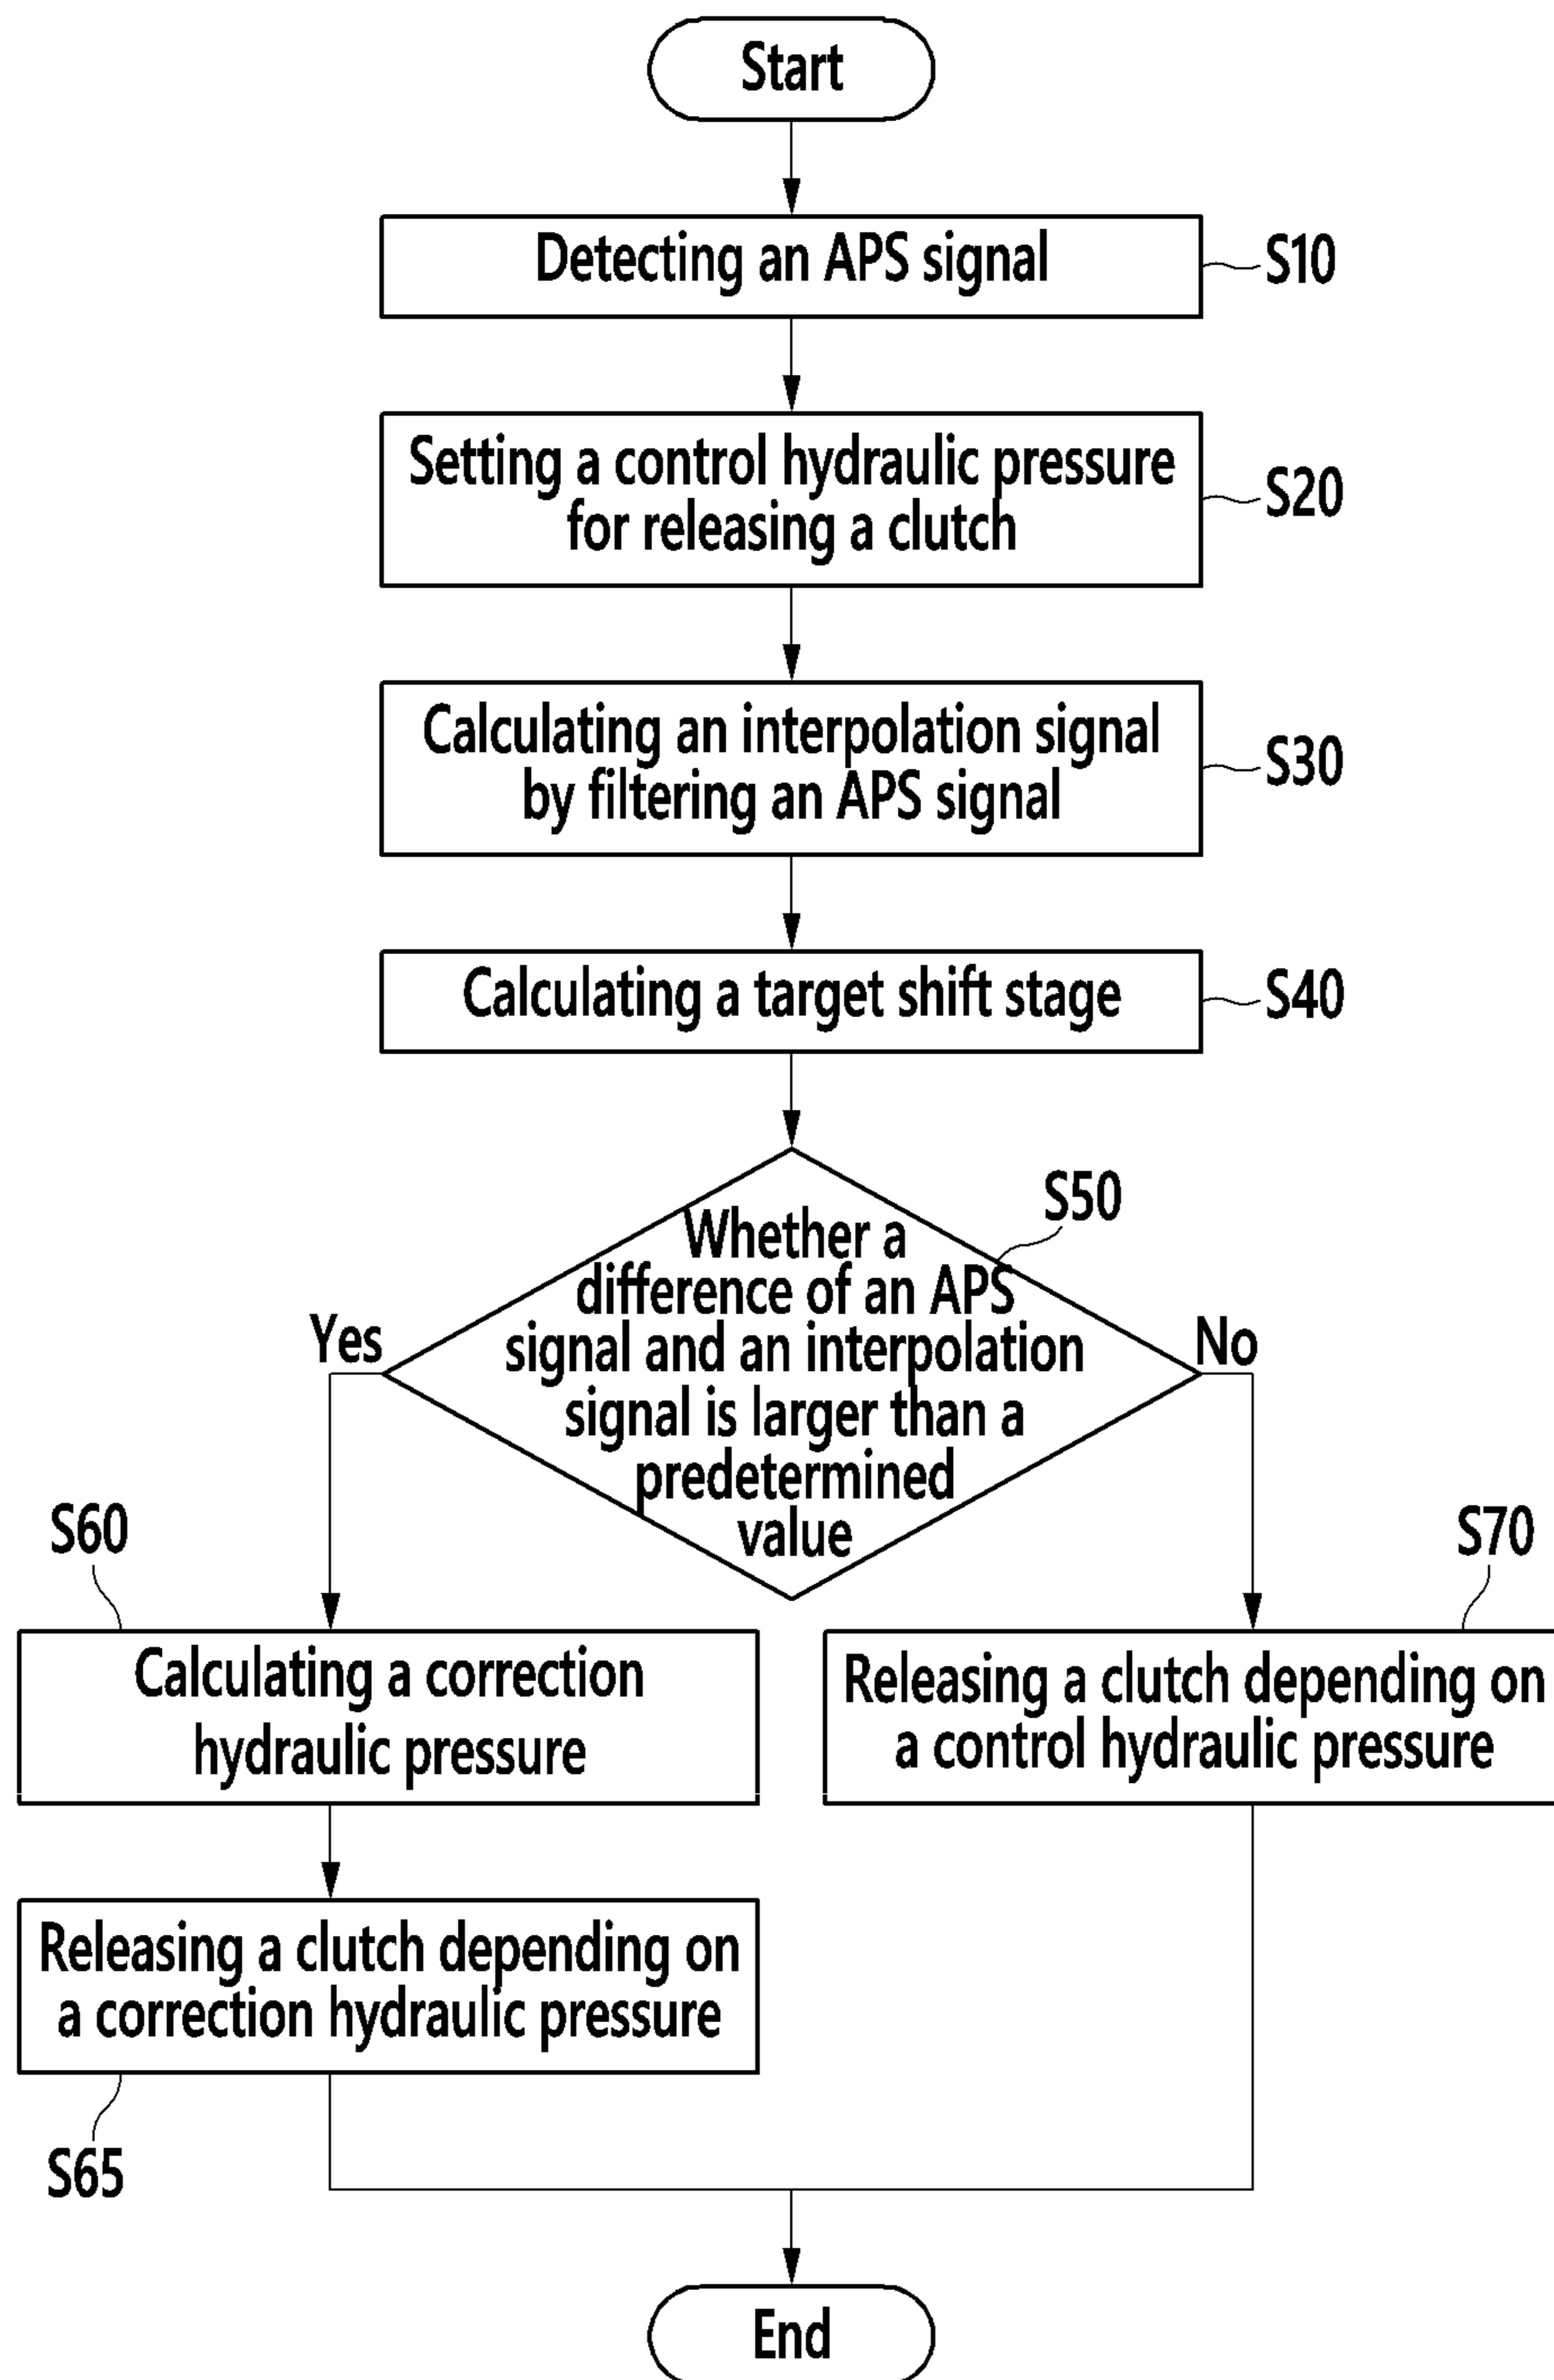 Start
Detecting an APS signal
S10
Setting a control hydraulic pressure
for releasing a clutch
S20
Calculating an interpolation signal
by filtering an APS signal
S30
Calculating a target shift stage
S40
S50
Whether a
difference of an APS
signal and an interpolation
signal is larger than a
predetermined
value
Yes
No
S60
Calculating a correction
hydraulic pressure
S70
Releasing a clutch depending on
a control hydraulic pressure
Releasing a clutch depending on
a correction hydraulic pressure
S65
End